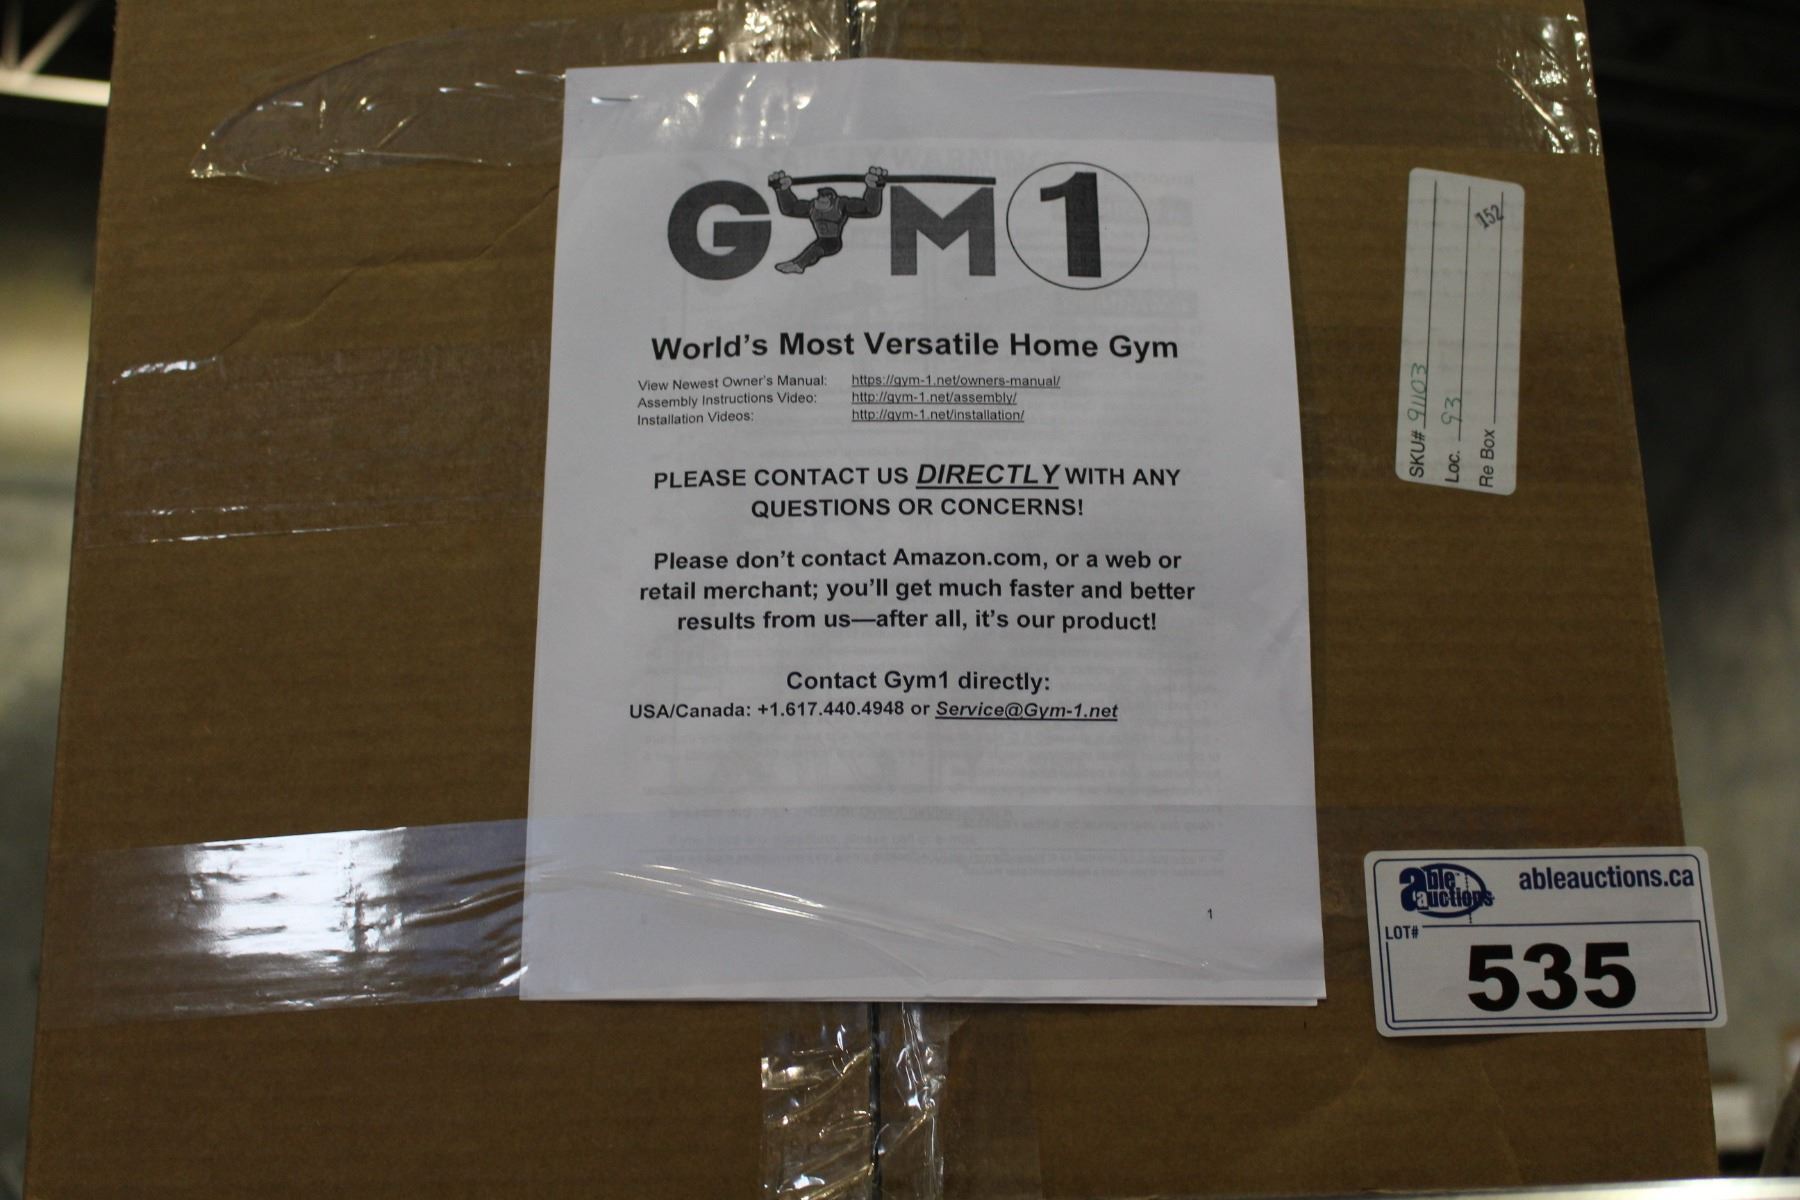 GYM 1
World's Most Versatile Home Gym
View Newest Owner's Manual: https://gym-1.net/owners-manual/
Assembly Instructions Video: http://gym-1.net/assembly/
Installation Videos: http://gym-1.net/installation/
PLEASE CONTACT US DIRECTLY WITH ANY
QUESTIONS OR CONCERNS!
Please don't contact Amazon.com, or a web or
retail merchant; you'll get much faster and better
results from us—after all, it's our product!
Contact Gym1 directly:
USA/Canada: +1.617.440.4948 or Service@Gym-1.net
1
SKU# 91103
Loc. 93
Re Box
152
able auctions
ableauctions.ca
LOT#
535